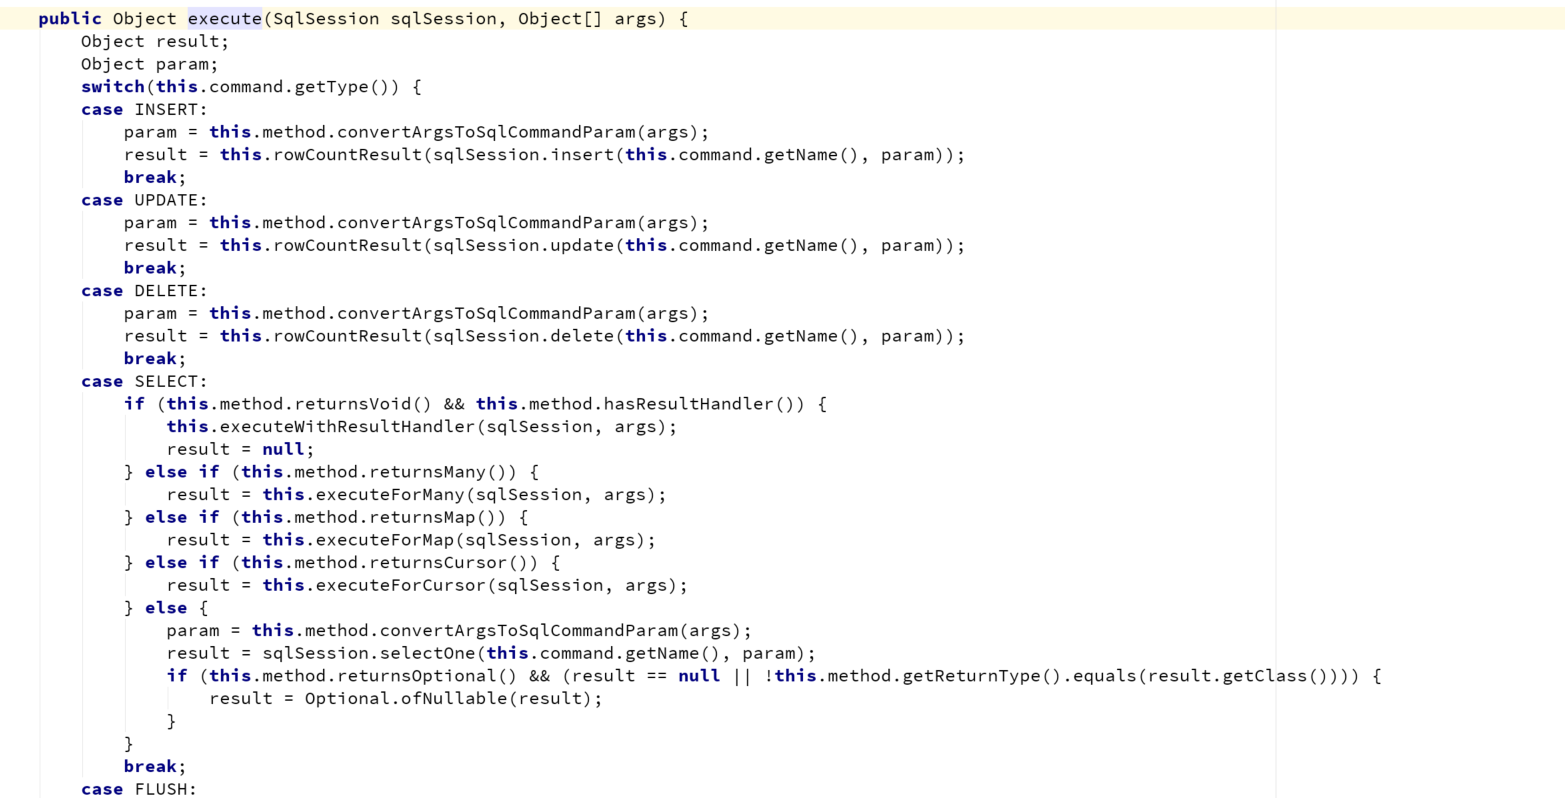 public Object execute(SqlSession sqlSession, Object[] args) {
    Object result;
    Object param;
    switch(this.command.getType()) {
    case INSERT:
        param = this.method.convertArgsToSqlCommandParam(args);
        result = this.rowCountResult(sqlSession.insert(this.command.getName(), param));
        break;
    case UPDATE:
        param = this.method.convertArgsToSqlCommandParam(args);
        result = this.rowCountResult(sqlSession.update(this.command.getName(), param));
        break;
    case DELETE:
        param = this.method.convertArgsToSqlCommandParam(args);
        result = this.rowCountResult(sqlSession.delete(this.command.getName(), param));
        break;
    case SELECT:
        if (this.method.returnsVoid() && this.method.hasResultHandler()) {
            this.executeWithResultHandler(sqlSession, args);
            result = null;
        } else if (this.method.returnsMany()) {
            result = this.executeForMany(sqlSession, args);
        } else if (this.method.returnsMap()) {
            result = this.executeForMap(sqlSession, args);
        } else if (this.method.returnsCursor()) {
            result = this.executeForCursor(sqlSession, args);
        } else {
            param = this.method.convertArgsToSqlCommandParam(args);
            result = sqlSession.selectOne(this.command.getName(), param);
            if (this.method.returnsOptional() && (result == null || !this.method.getReturnType().equals(result.getClass()))) {
                result = Optional.ofNullable(result);
            }
        }
        break;
    case FLUSH: